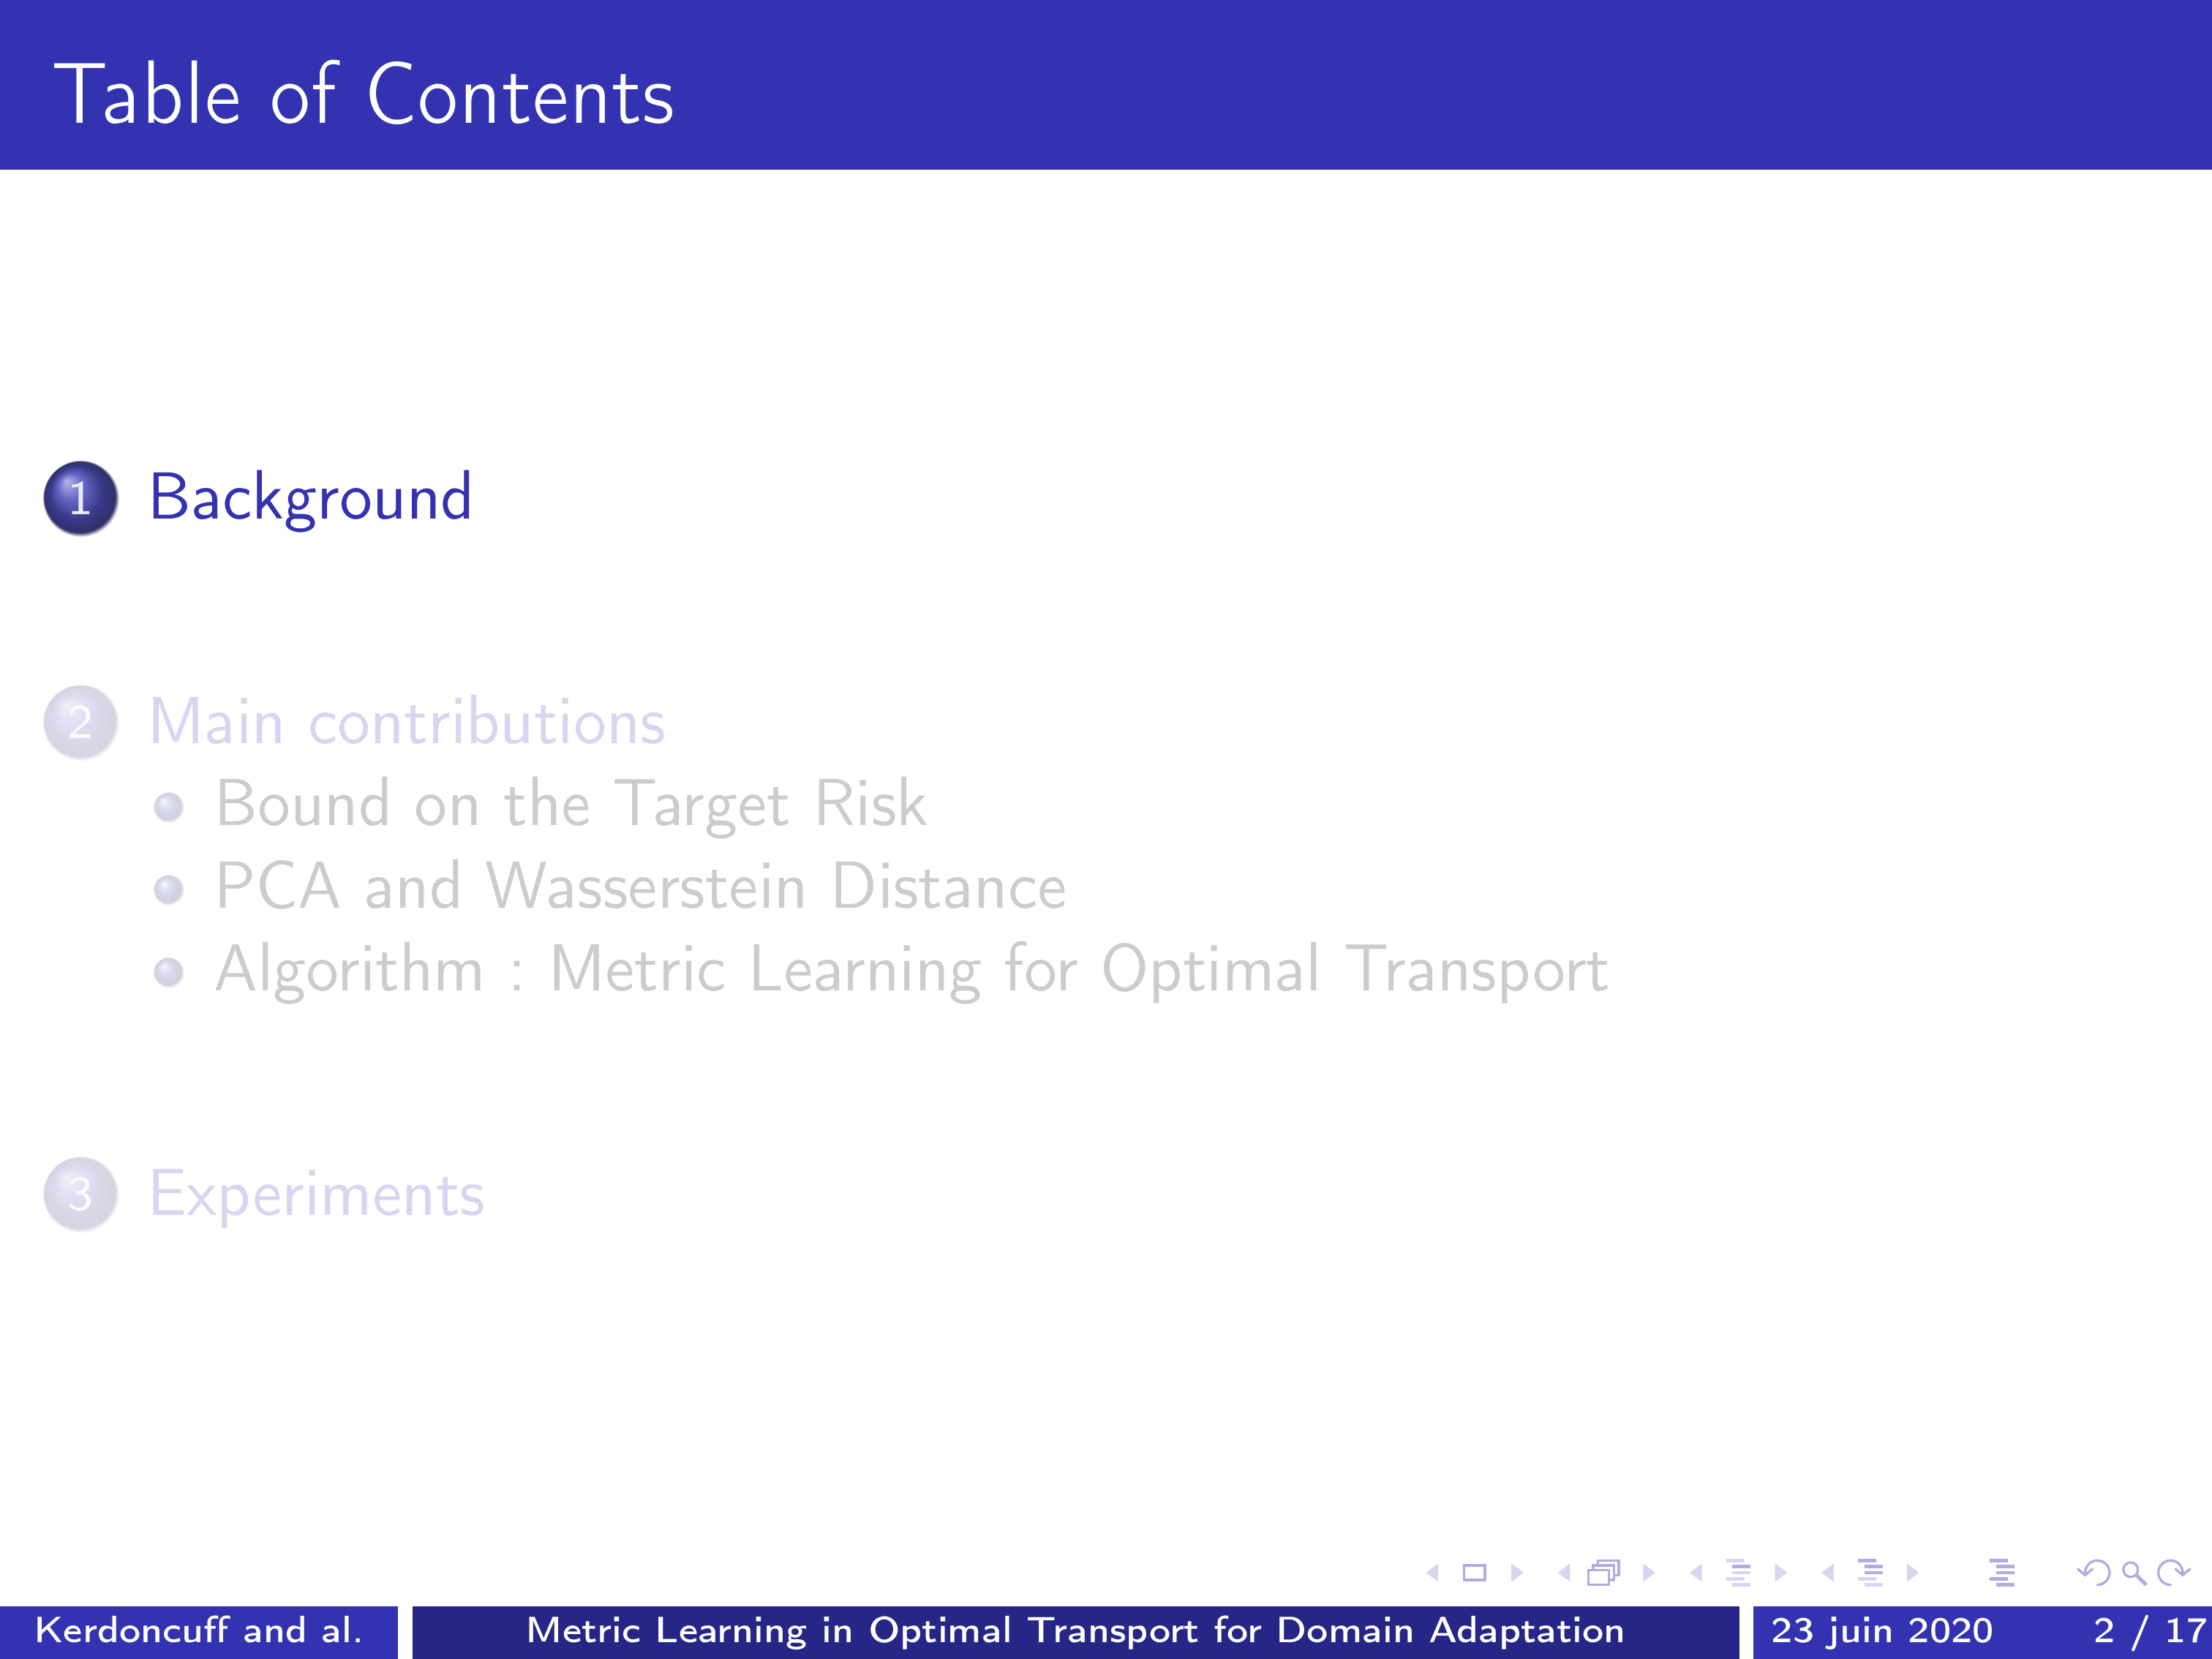 Table of Contents
1 Background
2 Main contributions
Bound on the Target Risk
PCA and Wasserstein Distance
Algorithm : Metric Learning for Optimal Transport
3 Experiments
Kerdoncuff and al. Metric Learning in Optimal Transport for Domain Adaptation 23 juin 2020 2 / 17